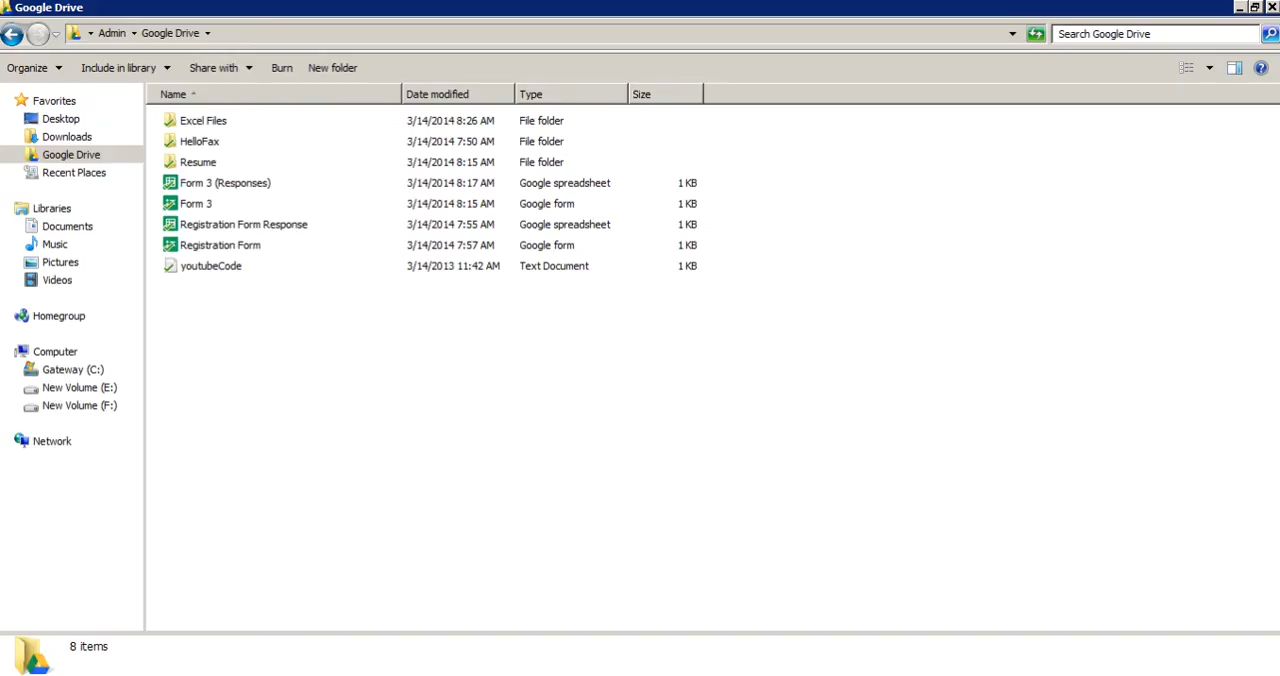 Google Drive
Admin Google Drive Search Google Drive
Organize Include in library Share with Burn New folder
Name Date modified Type Size
Favorites
Desktop
Downloads
Google Drive
Recent Places
Libraries
Documents
Music
Pictures
Videos
Homegroup
Computer
Gateway (C:)
New Volume (E:)
New Volume (F:)
Network
Excel Files 3/14/2014 8:26 AM File folder
HelloFax 3/14/2014 7:50 AM File folder
Resume 3/14/2014 8:15 AM File folder
Form 3 (Responses) 3/14/2014 8:17 AM Google spreadsheet 1 KB
Form 3 3/14/2014 8:15 AM Google form 1 KB
Registration Form Response 3/14/2014 7:55 AM Google spreadsheet 1 KB
Registration Form 3/14/2014 7:57 AM Google form 1 KB
youtubeCode 3/14/2013 11:42 AM Text Document 1 KB
8 items